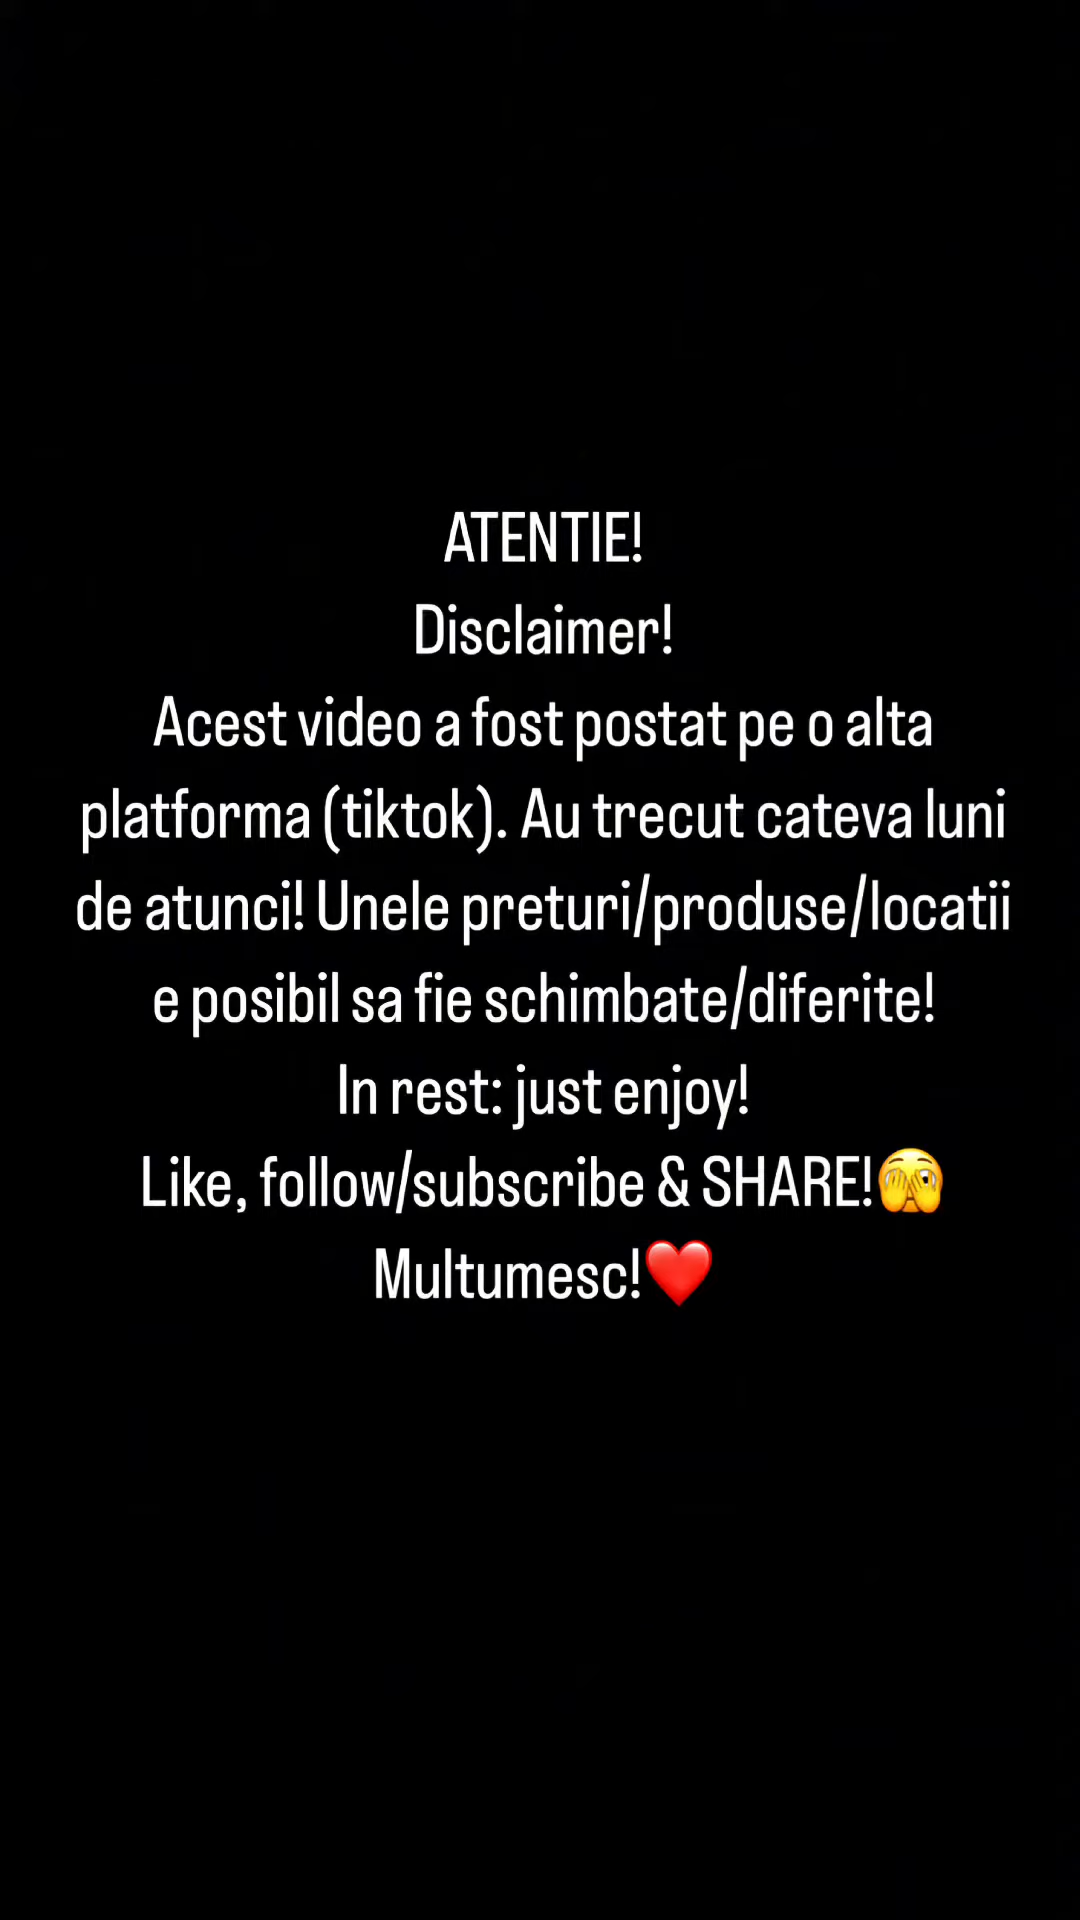 ATENTIE!
Disclaimer!
Acest video a fost postat pe o alta
platforma (tiktok). Au trecut cateva luni
de atunci! Unele preturi/produse/locatii
e posibil sa fie schimbate/diferite!
In rest: just enjoy!
Like, follow/subscribe & SHARE!🫣
Multumesc!❤️